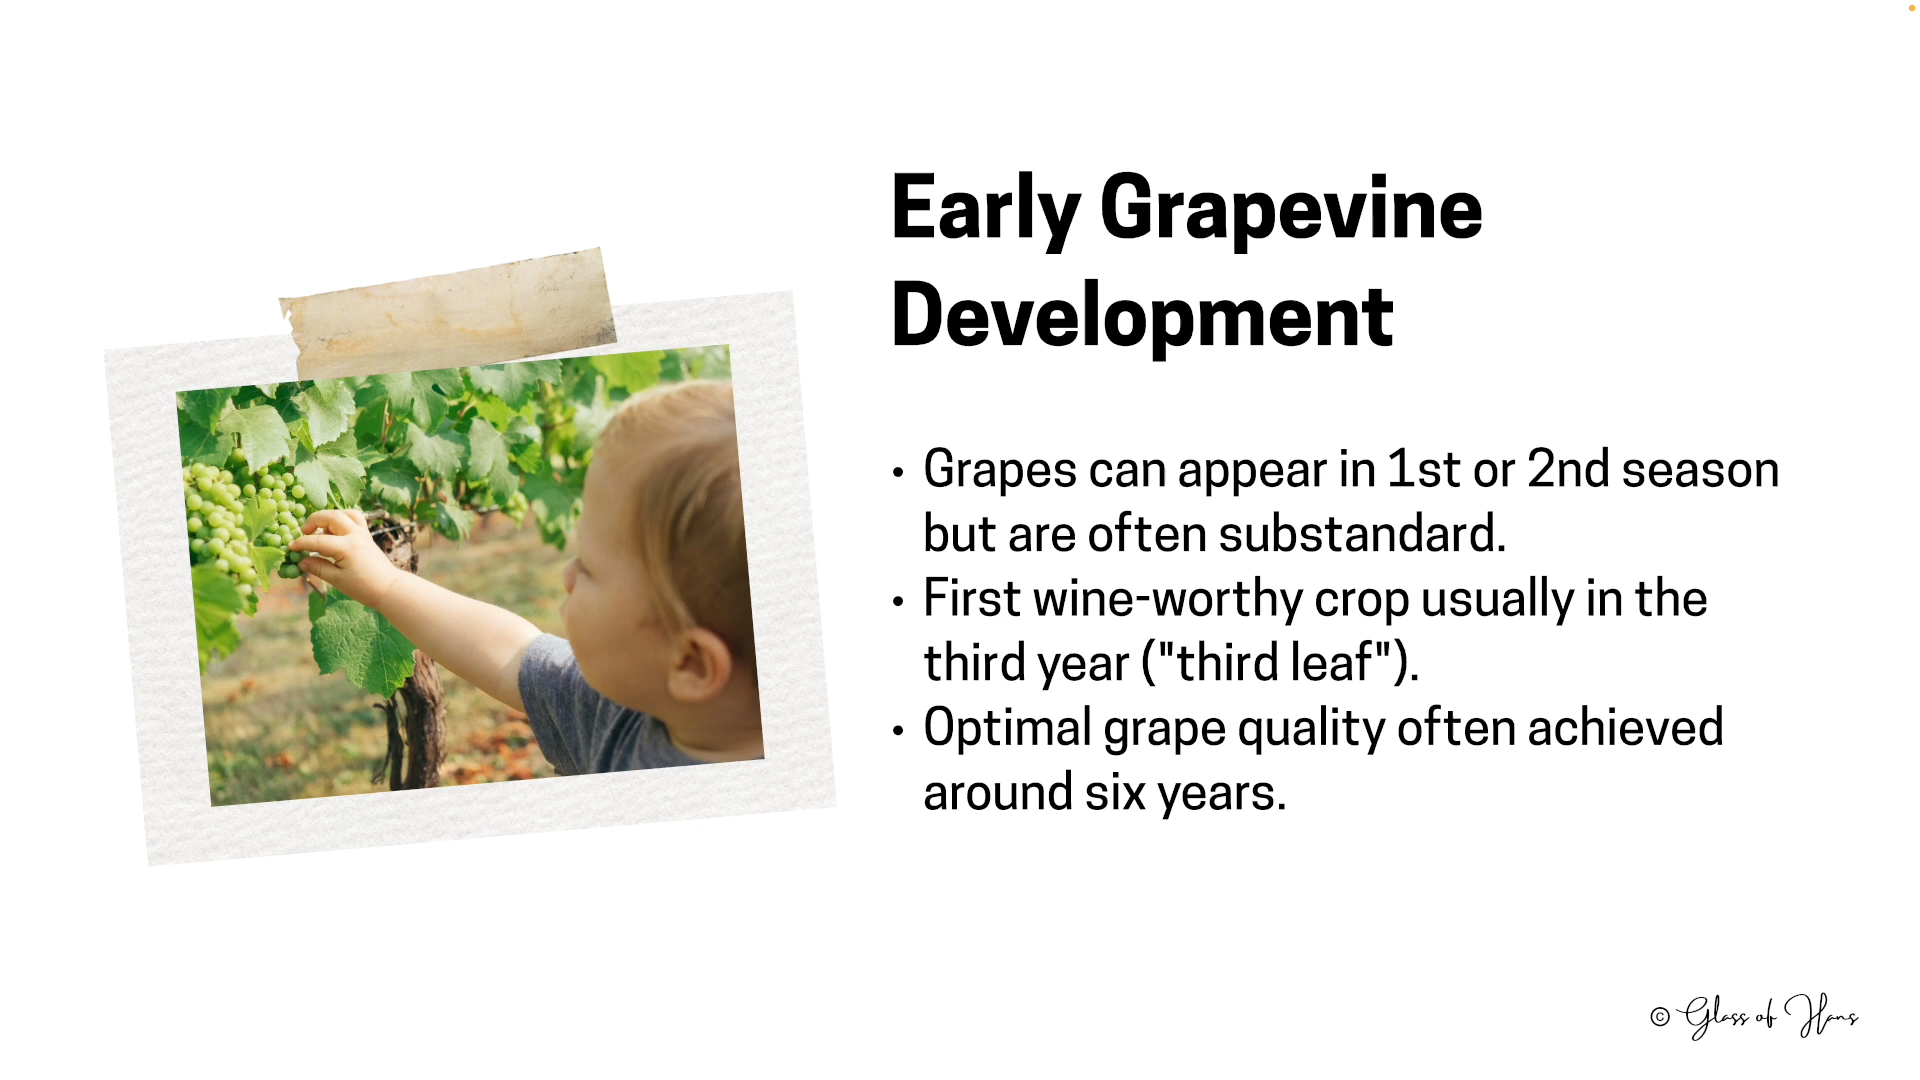 Early Grapevine
Development
• Grapes can appear in 1st or 2nd season
but are often substandard.
• First wine-worthy crop usually in the
third year ("third leaf").
• Optimal grape quality often achieved
around six years.
© Glass of Hans